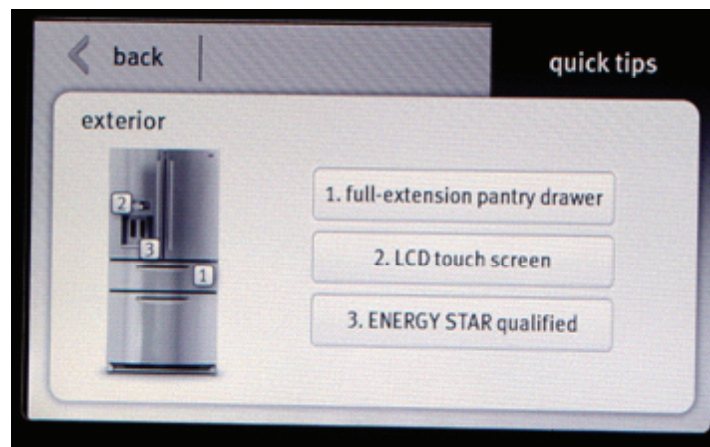 back
quick tips
exterior
1. full-extension pantry drawer
2. LCD touch screen
3. ENERGY STAR qualified
2
3
1